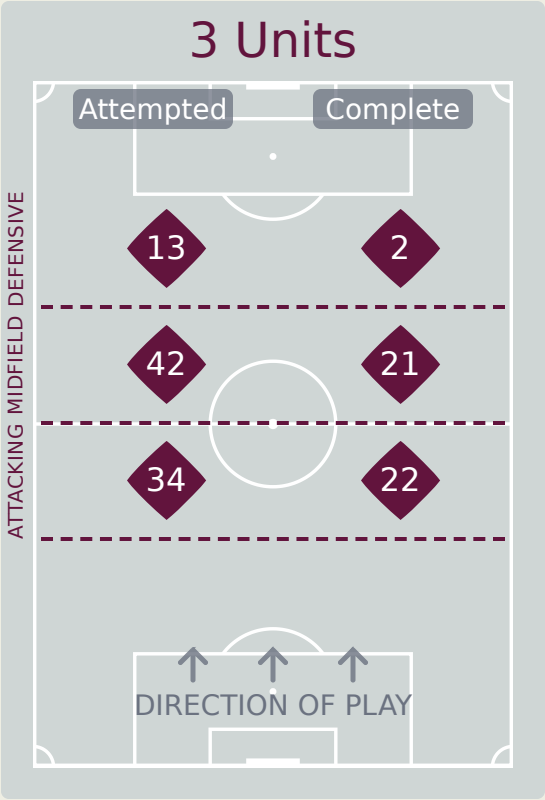 3 Units
Attempted Complete
13 2
42 21
34 22
ATTACKING MIDFIELD DEFENSIVE
DIRECTION OF PLAY